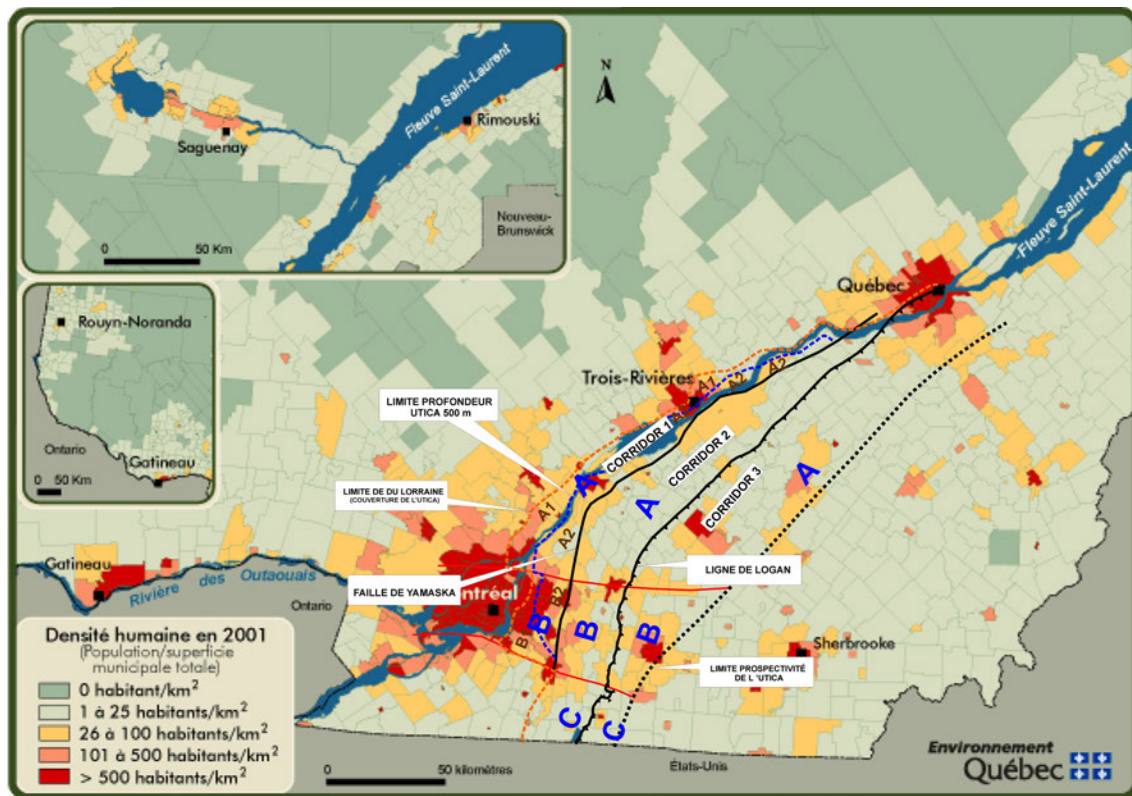 Fleuve Saint-Laurent
Rimouski
Saguenay
Nouveau-
Brunswick
0 50 Km
N
Fleuve Saint-Laurent
Québec
Rouyn-Noranda
Ontario
Gatineau
0 50 Km
Trois-Rivières
LIMITE PROFONDEUR
UTICA 500 m
A1
A2
A2
CORRIDOR 1
CORRIDOR 2
CORRIDOR 3
A
A
A
LIMITE DE DU LORRAINE
(COUVERTURE DE L'UTICA)
A1
A2
LIGNE DE LOGAN
FAILLE DE YAMASKA
Gatineau
Rivière des Outaouais
Ontario
ntréal
B2
B
B
B
B
Sherbrooke
LIMITE PROSPECTIVITÉ
DE L 'UTICA
C
C
Densité humaine en 2001
(Population/superficie
municipale totale)
0 habitant/km²
1 à 25 habitants/km²
26 à 100 habitants/km²
101 à 500 habitants/km²
> 500 habitants/km²
0 50 kilomètres
États-Unis
Environnement
Québec